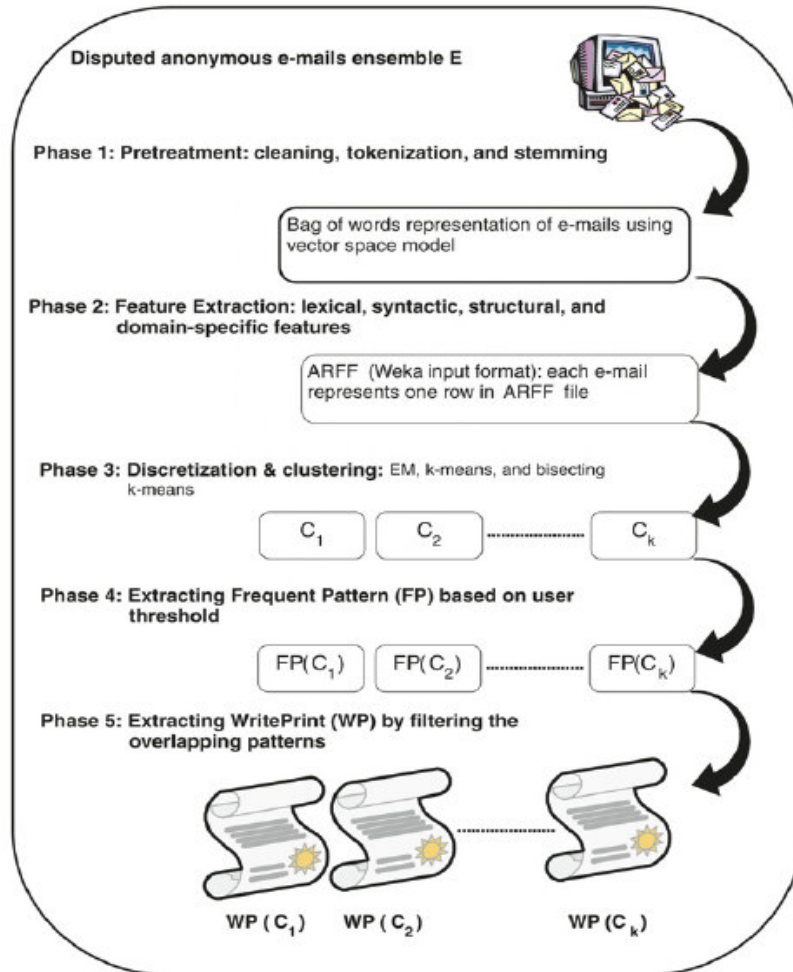 Disputed anonymous e-mails ensemble E
Phase 1: Pretreatment: cleaning, tokenization, and stemming
Bag of words representation of e-mails using
vector space model
Phase 2: Feature Extraction: lexical, syntactic, structural, and
domain-specific features
ARFF (Weka input format): each e-mail
represents one row in ARFF file
Phase 3: Discretization & clustering: EM, k-means, and bisecting
k-means
C1 C2 Ck
Phase 4: Extracting Frequent Pattern (FP) based on user
threshold
FP(C1) FP(C2) FP(Ck)
Phase 5: Extracting WritePrint (WP) by filtering the
overlapping patterns
WP (C1) WP (C2) WP (Ck)